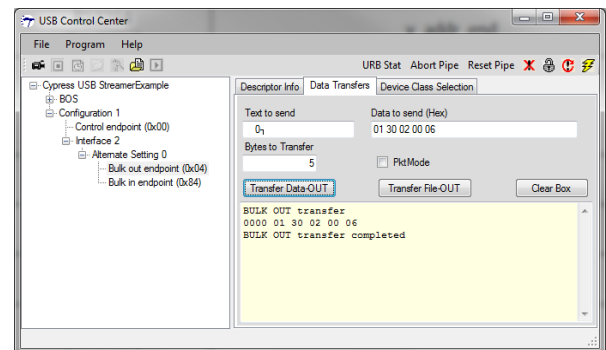 USB Control Center
File Program Help
URB Stat Abort Pipe Reset Pipe
Cypress USB StreamerExample
BOS
Configuration 1
Control endpoint (0x00)
Interface 2
Alternate Setting 0
Bulk out endpoint (0x04)
Bulk in endpoint (0x84)
Descriptor Info Data Transfers Device Class Selection
Text to send Data to send (Hex)
01 30 02 00 06
Bytes to Transfer
5 PktMode
Transfer Data-OUT Transfer File-OUT Clear Box
BULK OUT transfer
0000 01 30 02 00 06
BULK OUT transfer completed